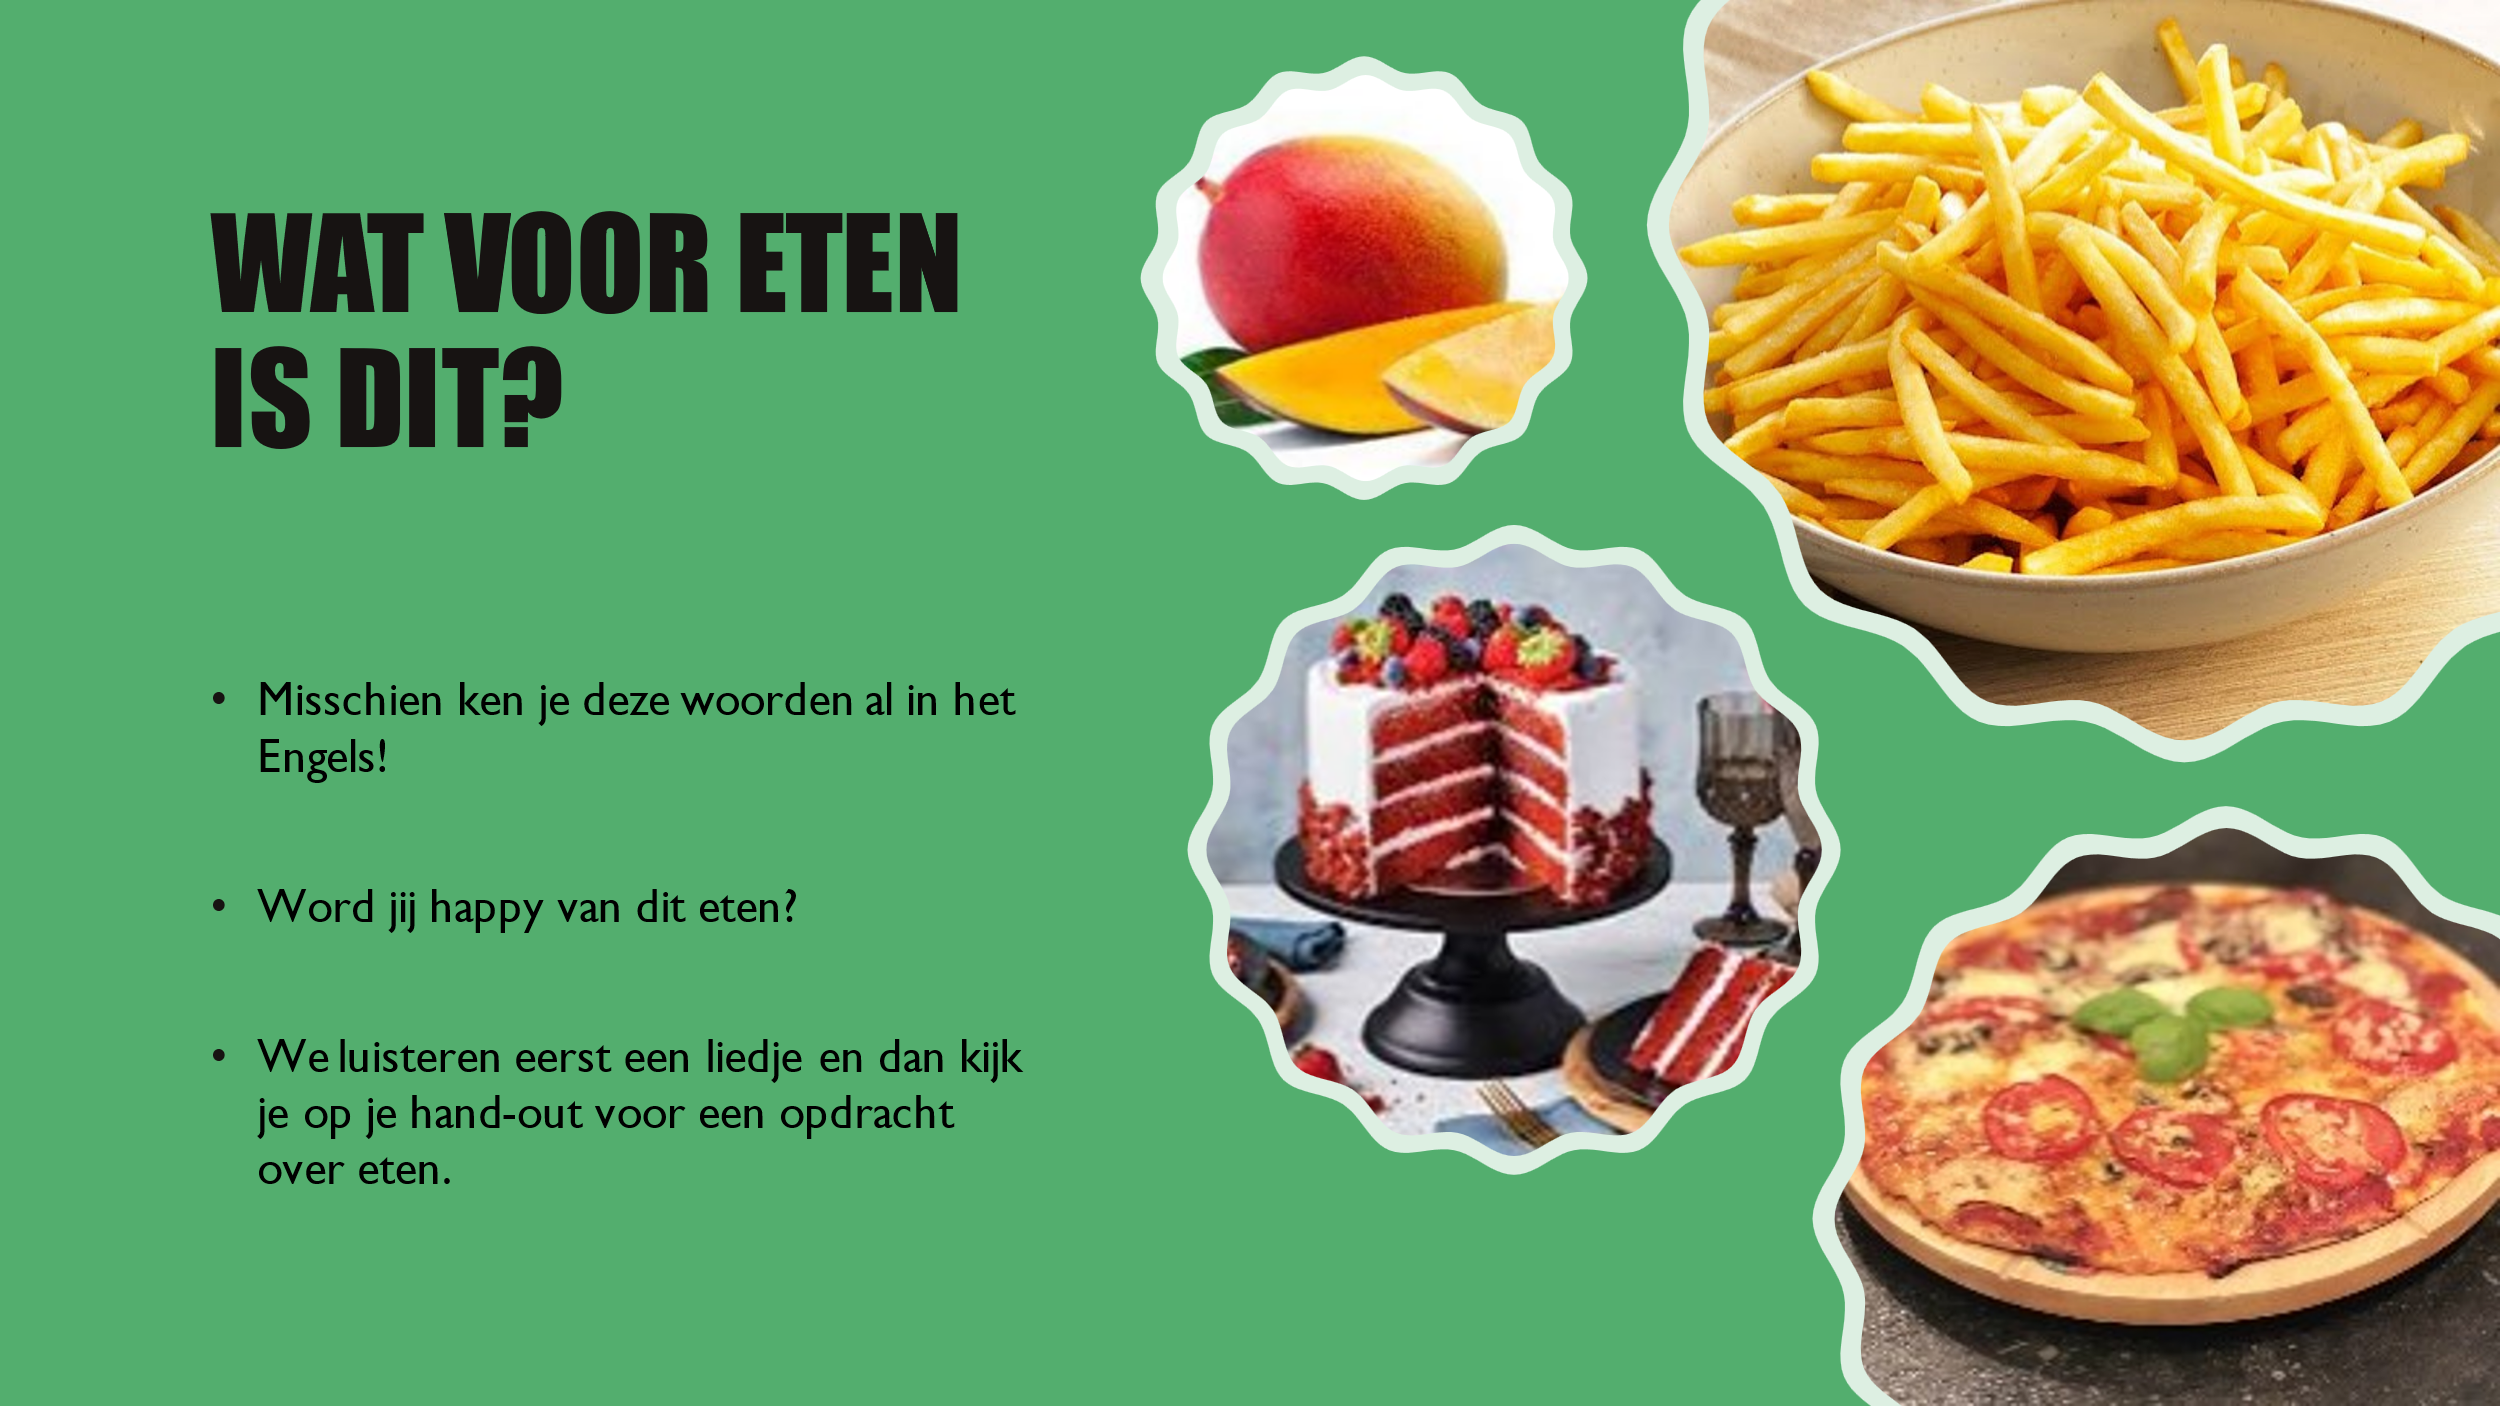 WAT VOOR ETEN
IS DIT?
• Misschien ken je deze woorden al in het
Engels!
• Word jij happy van dit eten?
• We luisteren eerst een liedje en dan kijk
je op je hand-out voor een opdracht
over eten.